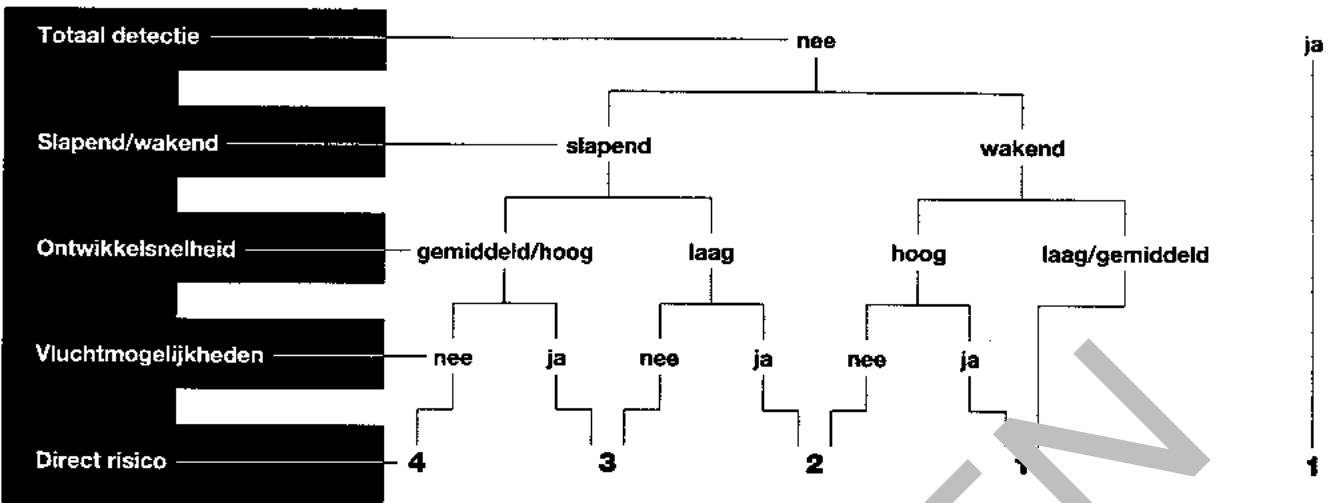 Totaal detectie nee ja
Slapend/wakend slapend wakend
Ontwikkelsnelheid gemiddeld/hoog laag hoog laag/gemiddeld
Vluchtmogelijkheden nee ja nee ja nee ja
Direct risico 4 3 2 1 1